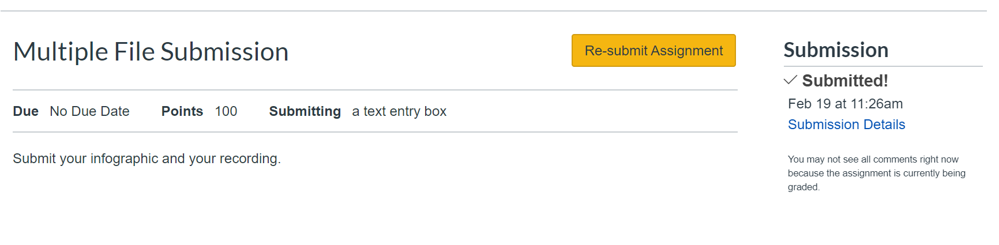 Multiple File Submission
Re-submit Assignment
Due No Due Date Points 100 Submitting a text entry box
Submit your infographic and your recording.
Submission
Submitted!
Feb 19 at 11:26am
Submission Details
You may not see all comments right now
because the assignment is currently being
graded.